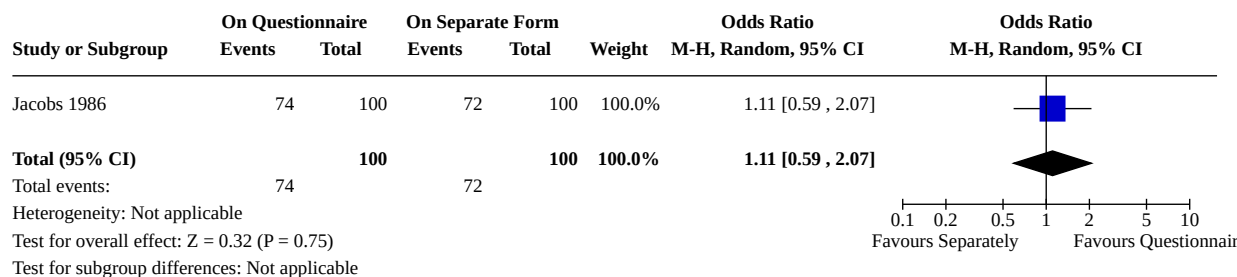 On Questionnaire On Separate Form Odds Ratio Odds Ratio
Study or Subgroup Events Total Events Total Weight M-H, Random, 95% CI M-H, Random, 95% CI
Jacobs 1986 74 100 72 100 100.0% 1.11 [0.59 , 2.07]
Total (95% CI) 100 100 100.0% 1.11 [0.59 , 2.07]
Total events: 74 72
Heterogeneity: Not applicable
Test for overall effect: Z = 0.32 (P = 0.75)
Test for subgroup differences: Not applicable
0.1 0.2 0.5 1 2 5 10
Favours Separately Favours Questionnair